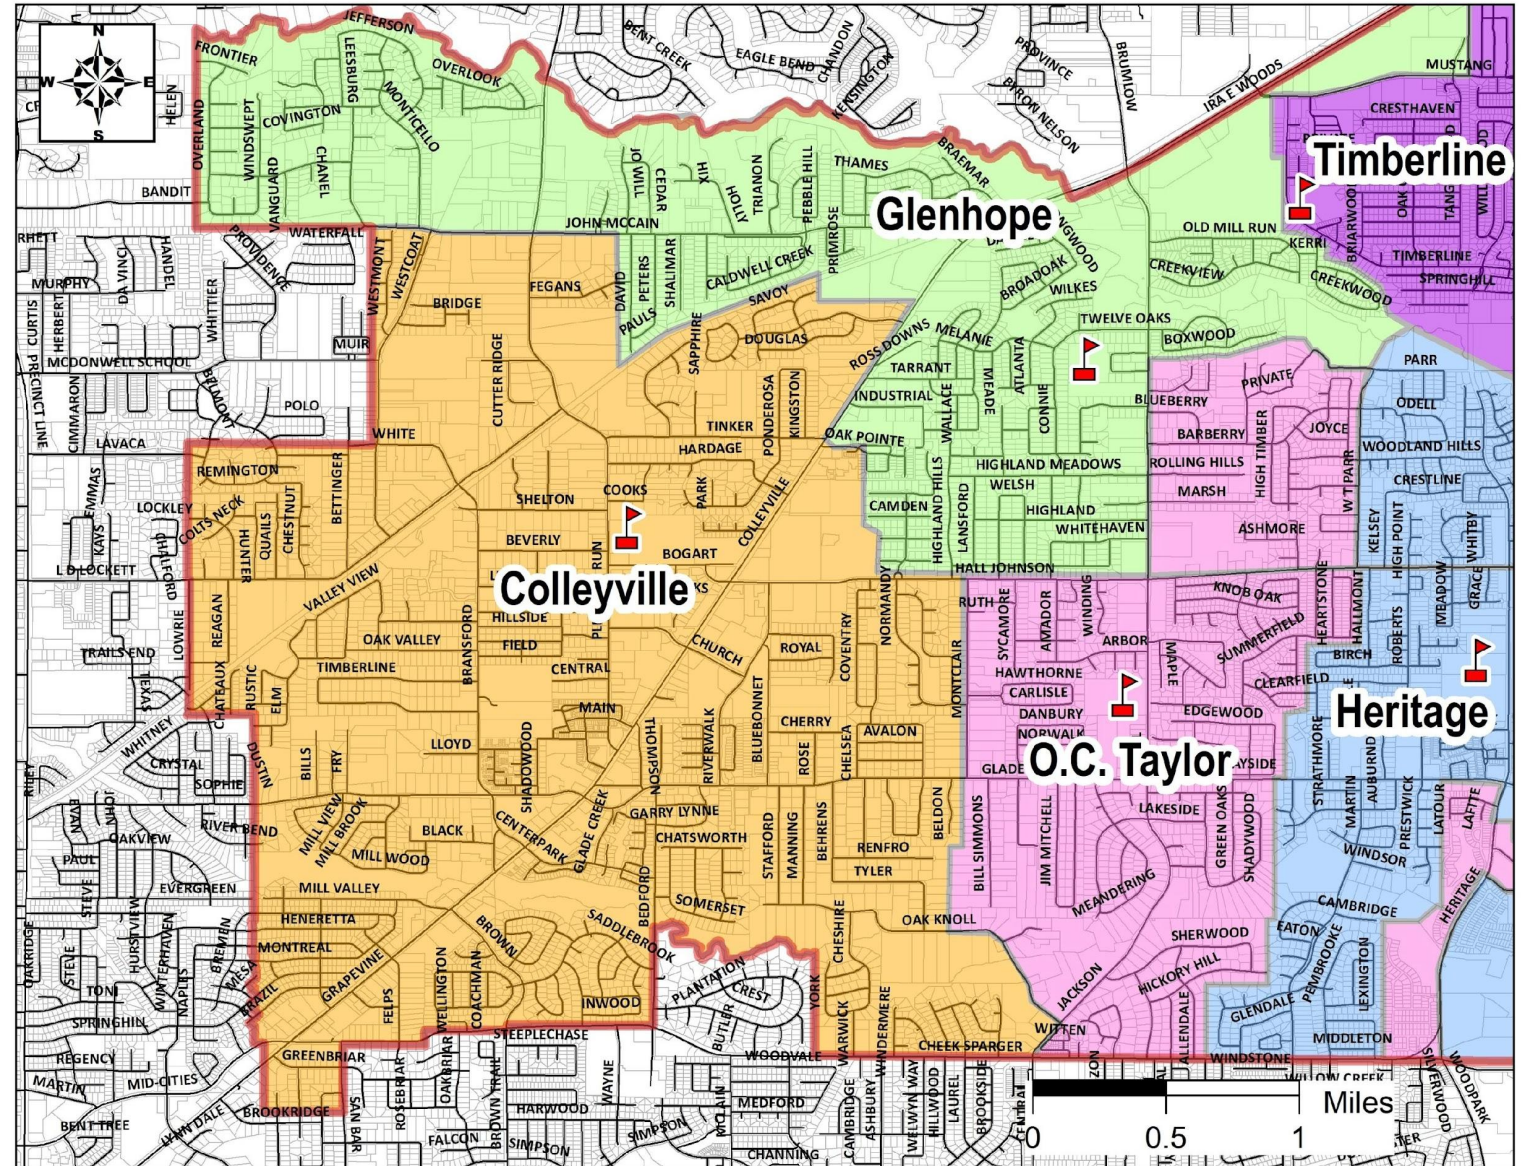 N
W
E
S
JEFFERSON
FRONTIER
LEESBURG
OVERLOOK
BENT CREEK
EAGLE BEND
CHANDON
KENSINGTON
PROVINCE
BYRON NELSON
BRUMLOW
IRA E WOODS
MUSTANG
HELEN
OVERLAND
WINDSWEPT
COVINGTON
MONTICELLO
VANGUARD
CHANEL
BANDIT
CRESTHAVEN
Timberline
JO WILL
CEDAR
HIX
HOLLY
TRIANON
PEBBLE HILL
THAMES
BRAEMAR
PRIMROSE
Glenhope
JOHN MCCAIN
OLD MILL RUN
KERRI
BRIARWOOD
TIMBERLINE
SPRINGHILL
CREEKWOOD
CREEKVIEW
RHETT
DA VINCI
HANDEL
PROVIDENCE
WATERFALL
WESTMONT
WESTCOAT
MURPHY
CURTIS
HERBERT
WHITTIER
MUIR
BRIDGE
FEGANS
DAVID
PETERS
SHALIMAR
PAULS
CALDWELL CREEK
SAVOY
BROADOAK
WILKES
TWELVE OAKS
BOXWOOD
MCDONWELL SCHOOL
PRECINCT LINE
CIMMARON
BELMONT
POLO
LAVACA
WHITE
CUTTER RIDGE
SAPPHIRE
DOUGLAS
ROSS DOWNS
MELANIE
TARRANT
INDUSTRIAL
WALLACE
MEADE
ATLANTA
CONNIE
BLUEBERRY
PRIVATE
PARR
ODELL
PONDEROSA
KINGSTON
TINKER
HARDAGE
OAK POINTE
BARBERRY
HIGH TIMBER
JOYCE
WOODLAND HILLS
ROLLING HILLS
HIGHLAND MEADOWS
WELSH
MARSH
W T PARR
CRESTLINE
REMINGTON
BETTINGER
EMMAS
LOCKLEY
COLTS NECK
KAYS
CHALFORD
HUNTER
QUAILS
CHESTNUT
SHELTON
COOKS
PARK
COLLEYVILLE
CAMDEN
HIGHLAND HILLS
LANSFORD
HIGHLAND
WHITEHAVEN
ASHMORE
KELSEY
HIGH POINT
WHITBY
BEVERLY
BOGART
L D LOCKETT
VALLEY VIEW
Colleyville
HALL JOHNSON
NORMANDY
LOWRIE
REAGAN
HILLSIDE
OAK VALLEY
BRANSFORD
FIELD
CHURCH
ROYAL
COVENTRY
RUTH
SYCAMORE
AMADOR
WINDING
ARBOR
KNOB OAK
SUMMERFIELD
HEARTSTONE
HALLMONT
ROBERTS
MEADOW
GRACE
TRAILS END
TEXAS
CHATEAUX
RUSTIC
ELM
TIMBERLINE
CENTRAL
MAIN
BIRCH
MAPLE
HAWTHORNE
CARLISLE
DANBURY
NORWALK
CLEARFIELD
EDGEWOOD
Heritage
WHITNEY
CRYSTAL
SOPHIE
DUSTIN
BILLS
FRY
LLOYD
SHADOWOOD
THOMPSON
RIVERWALK
BLUEBONNET
CHERRY
ROSE
CHELSEA
AVALON
MONTCLAIR
O.C. Taylor
STRATHMORE
MARTIN
AUBURN
PRESTWICK
LATOUR
LAFITE
RILEY
EVAN
JOHN
OAKVIEW
RIVER BEND
MILL VIEW
MILL BROOK
BLACK
MILL WOOD
CENTERPARK
GLADE CREEK
GARRY LYNNE
CHATSWORTH
STAFFORD
MANNING
BEHRENS
BELDON
RENFRO
TYLER
BILL SIMMONS
JIM MITCHELL
LAKESIDE
GREEN OAKS
SHADYWOOD
WINDSOR
PAUL
STEVE
EVERGREEN
MILL VALLEY
HENERETTA
MONTREAL
BROWN
SADDLEBROOK
BEDFORD
SOMERSET
OAK KNOLL
CHESHIRE
MEANDERING
CAMBRIDGE
HERITAGE
SHERWOOD
EATON
OAKRIDGE
STEVE
HURSTVIEW
WINTERHAVEN
NAPLES
BREMEN
MESA
BRAZIL
TONI
SPRINGHIN
GRAPEVINE
FELPS
WELLINGTON
COACHMAN
INWOOD
PLANTATION
CREST
BUTLER
YORK
WARWICK
WINDERMERE
CHEEK SPARGER
JACKSON
HICKORY HILL
ALLENDALE
GLENDALE
PEMBROOKE
LEXINGTON
WITTEN
MIDDLETON
WINDSTONE
REGENCY
MARTIN
MID-CITIES
GREENBRIAR
STEEPLECHASE
WOODVALE
BROOKRIDGE
BENT TREE
LYNN DALE
SAN BAR
ROSEBRIAR
OAKBRIAR
BROWN TRAIL
FALCON
HARWOOD
SIMPSON
WAYNE
SIMPSON
MEDFORD
CHANNING
CAMBRIDGE
ASHBURY
WELWYN WAY
HILLWOOD
LAUREL
BROOKSIDE
CENTRAL
WILLOW CREEK
SILVERWOOD
WOODPARK
Miles
0
0.5
1